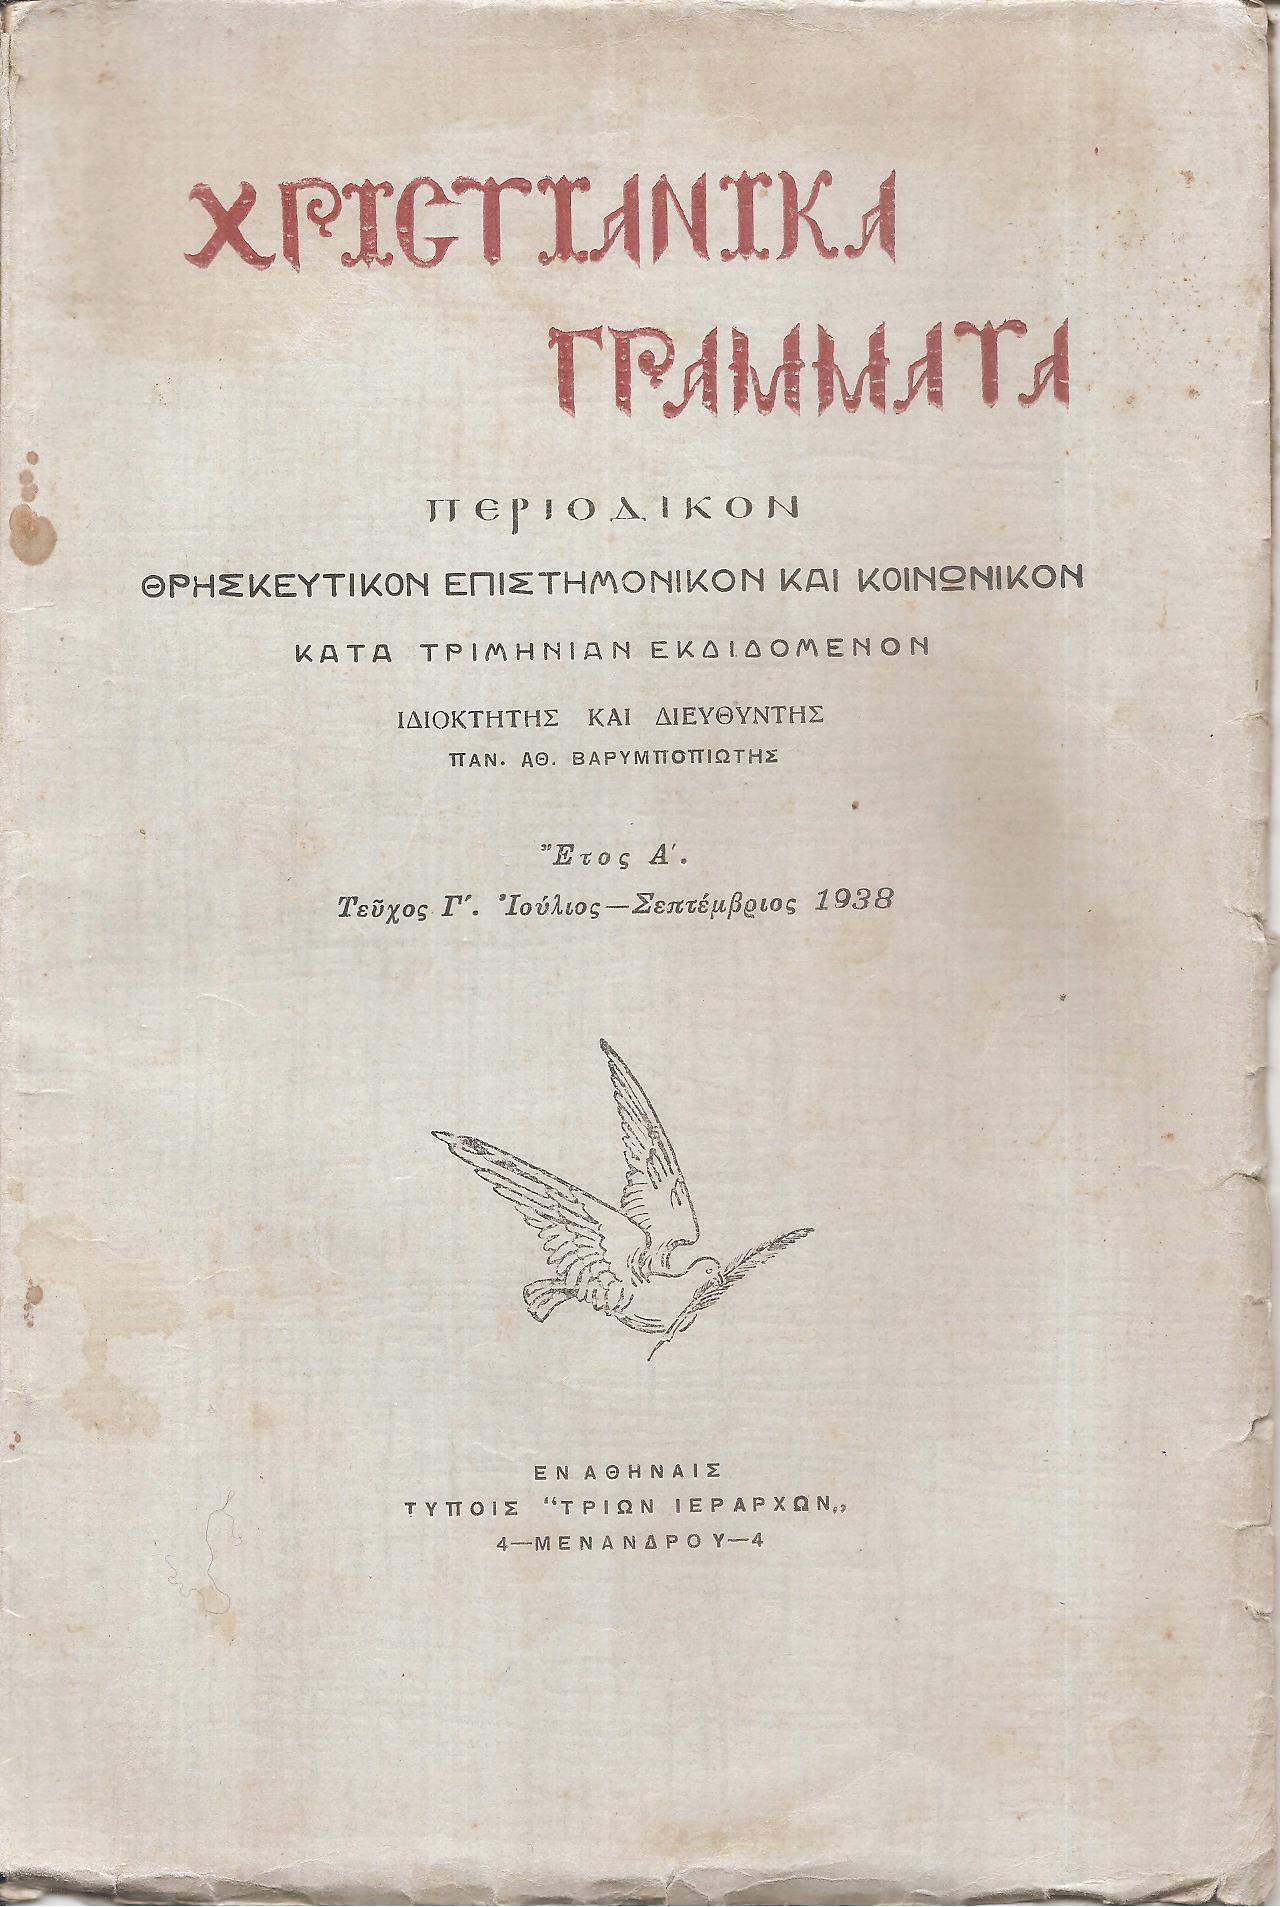 ΧΡΙΣΤΙΑΝΙΚΑ
ΓΡΑΜΜΑΤΑ
ΠΕΡΙΟΔΙΚΟΝ
ΘΡΗΣΚΕΥΤΙΚΟΝ ΕΠΙΣΤΗΜΟΝΙΚΟΝ ΚΑΙ ΚΟΙΝΩΝΙΚΟΝ
ΚΑΤΑ ΤΡΙΜΗΝΙΑΝ ΕΚΔΙΔΟΜΕΝΟΝ
ΙΔΙΟΚΤΗΤΗΣ ΚΑΙ ΔΙΕΥΘΥΝΤΗΣ
ΠΑΝ. ΑΘ. ΒΑΡΥΜΠΟΠΙΩΤΗΣ
Ἔτος Α΄.
Τεῦχος Γ΄. Ἰούλιος—Σεπτέμβριος 1938
ΕΝ ΑΘΗΝΑΙΣ
ΤΥΠΟΙΣ “ΤΡΙΩΝ ΙΕΡΑΡΧΩΝ„
4—ΜΕΝΑΝΔΡΟΥ—4